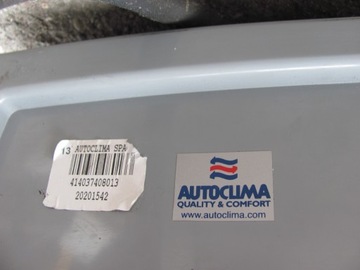 13 AUTOCLIMA SPA
414037408013
20201542
AUTOCLIMA
QUALITY & COMFORT
www.autoclima.com